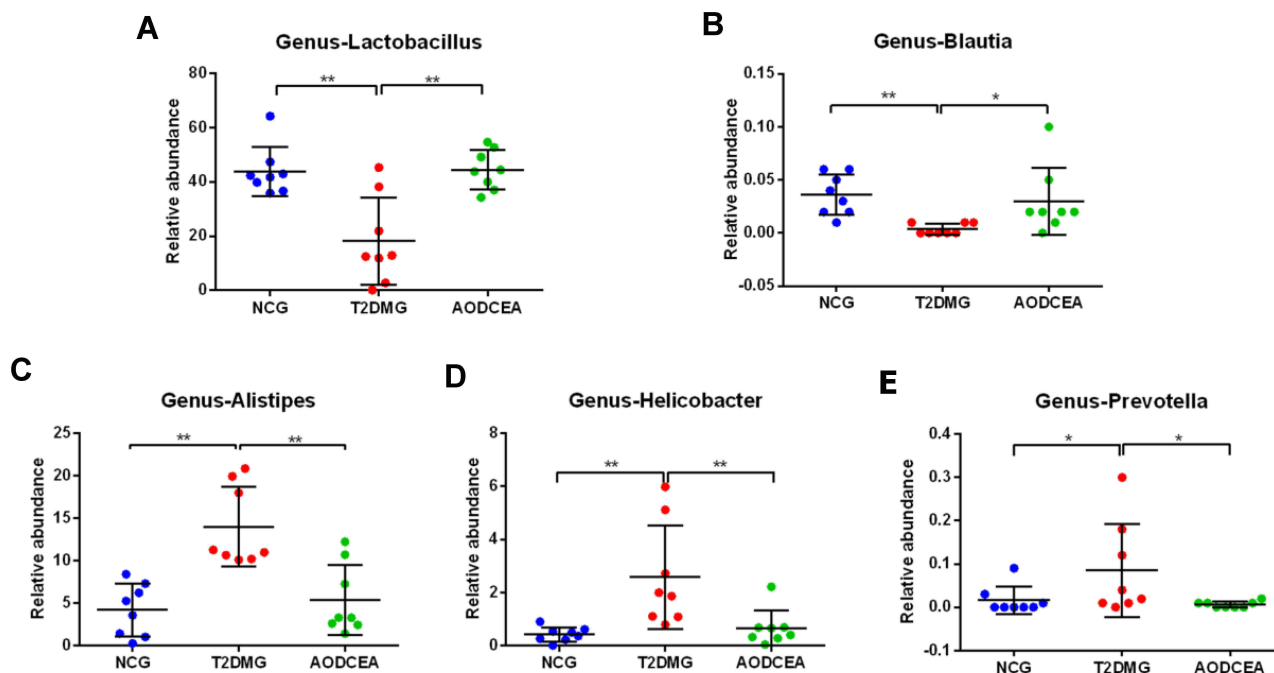 A
Genus-Lactobacillus
Relative abundance
80
60
40
20
0
**
**
NCG
T2DMG
AODCEA
B
Genus-Blautia
Relative abundance
0.15
0.10
0.05
0.00
-0.05
**
*
NCG
T2DMG
AODCEA
C
Genus-Alistipes
Relative abundance
25
20
15
10
5
0
**
**
NCG
T2DMG
AODCEA
D
Genus-Helicobacter
Relative abundance
8
6
4
2
0
**
**
NCG
T2DMG
AODCEA
E
Genus-Prevotella
Relative abundance
0.4
0.3
0.2
0.1
0.0
-0.1
*
*
NCG
T2DMG
AODCEA